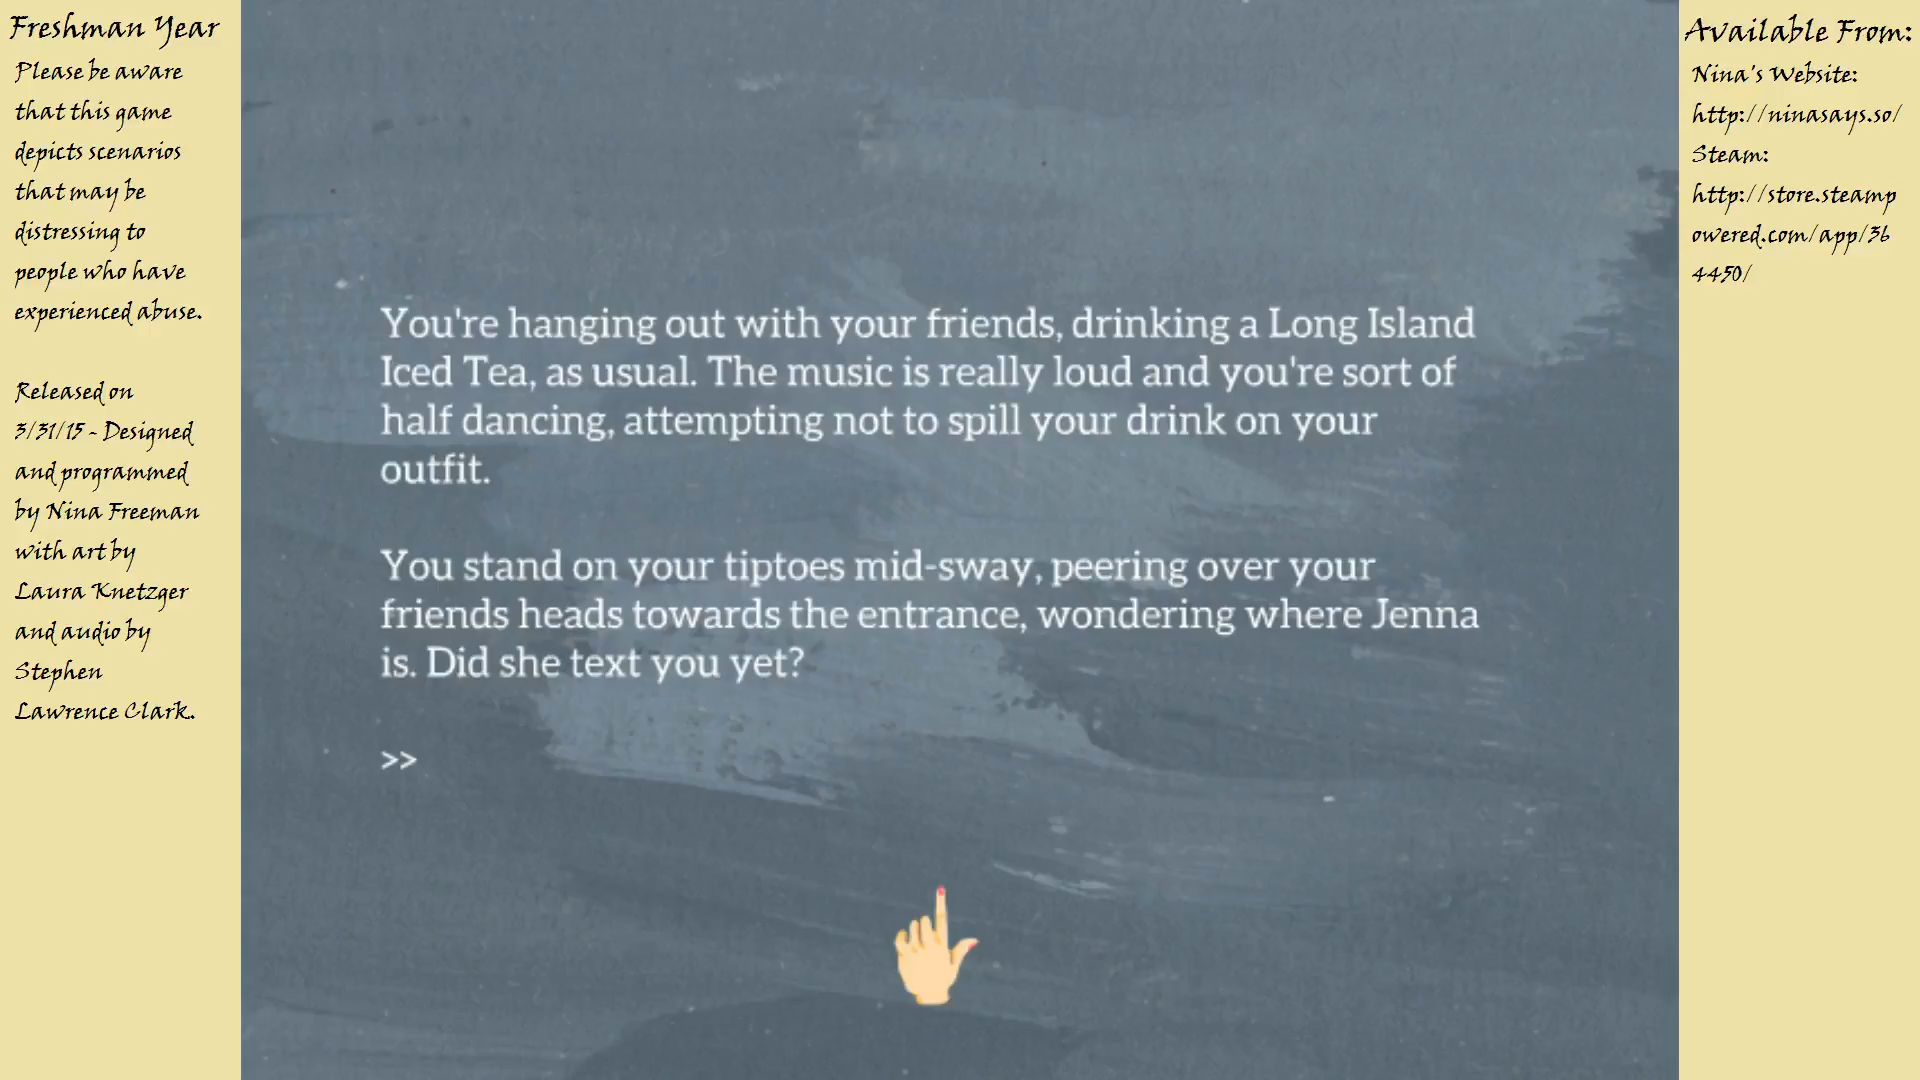 Freshman Year
Please be aware
that this game
depicts scenarios
that may be
distressing to
people who have
experienced abuse.
Released on
3/31/15 - Designed
and programmed
by Nina Freeman
with art by
Laura Knetzger
and audio by
Stephen
Lawrence Clark.
You're hanging out with your friends, drinking a Long Island
Iced Tea, as usual. The music is really loud and you're sort of
half dancing, attempting not to spill your drink on your
outfit.
You stand on your tiptoes mid-sway, peering over your
friends heads towards the entrance, wondering where Jenna
is. Did she text you yet?
>>
Available From:
Nina's Website:
http://ninasays.so/
Steam:
http://store.steamp
owered.com/app/36
4450/